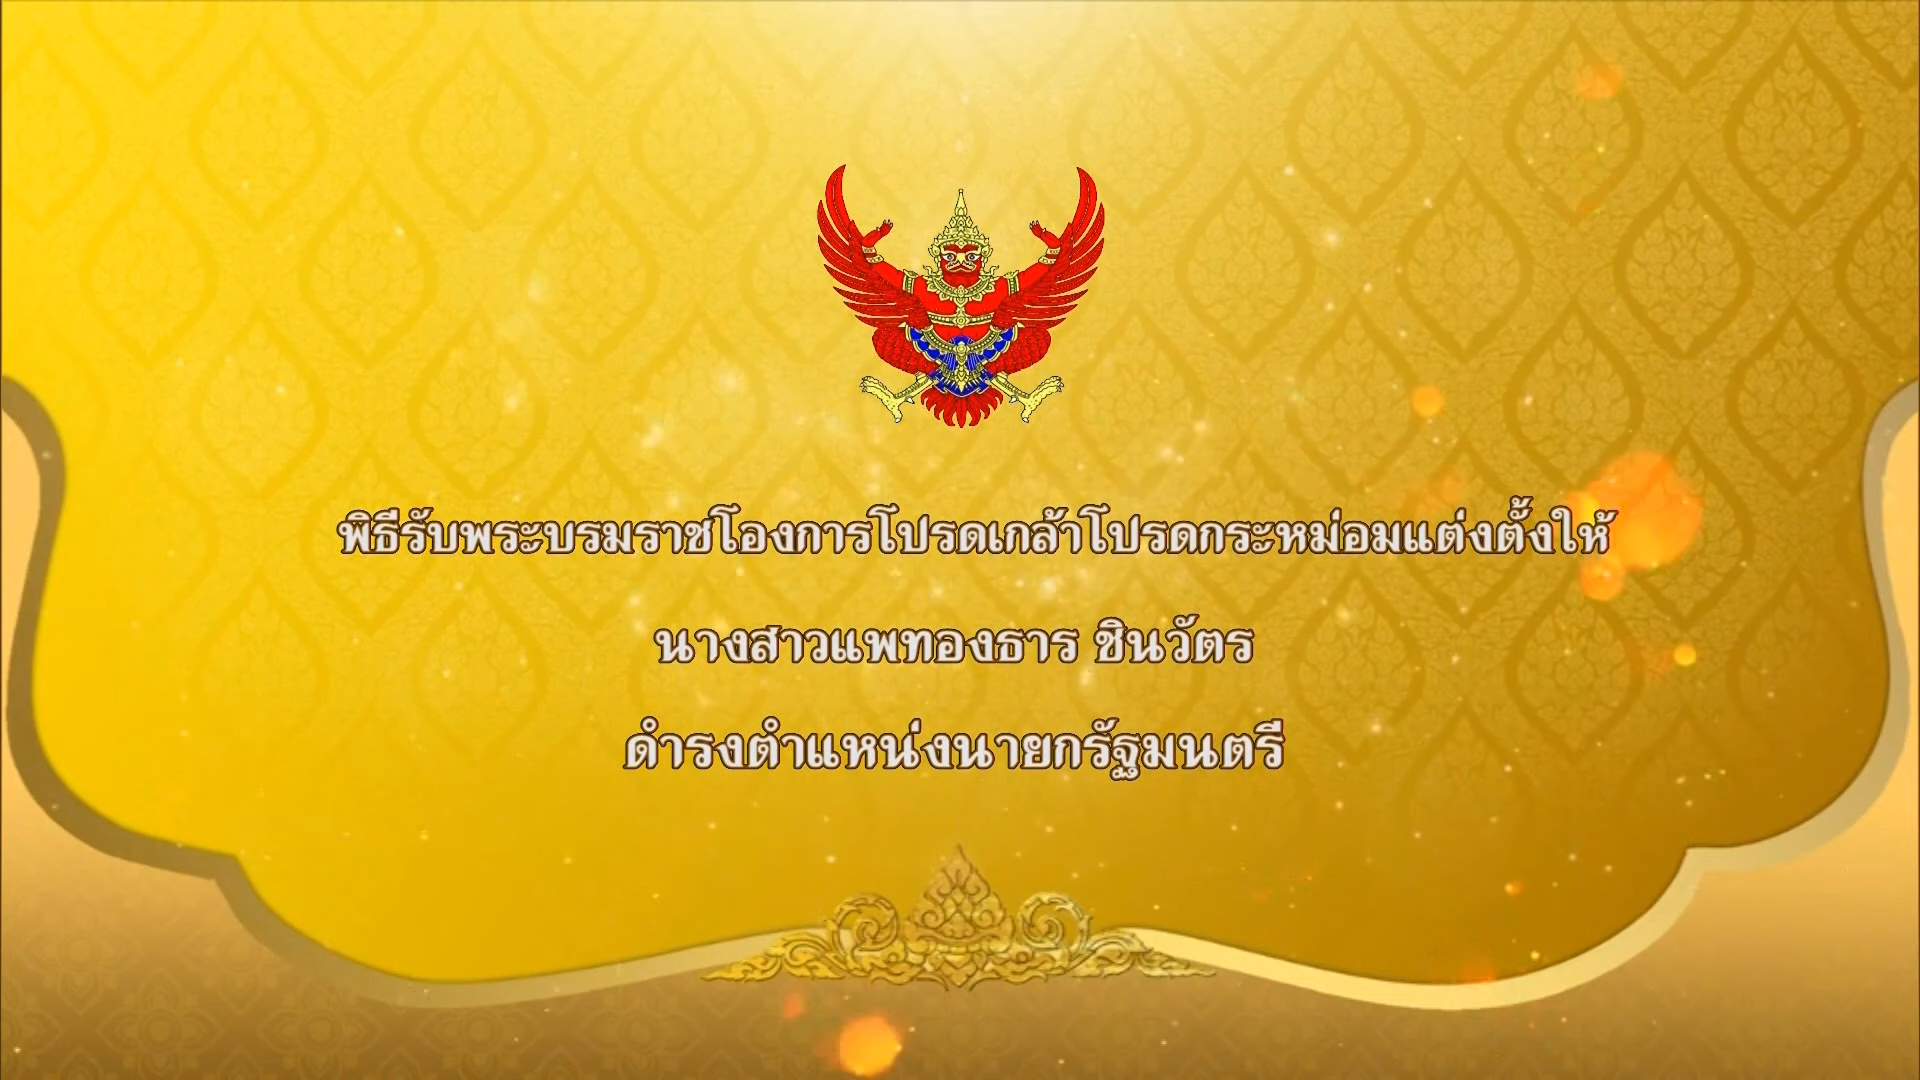 พิธีรับพระบรมราชโองการโปรดเกล้าโปรดกระหม่อมแต่งตั้งให้
นางสาวแพทองธาร ชินวัตร
ดำรงตำแหน่งนายกรัฐมนตรี